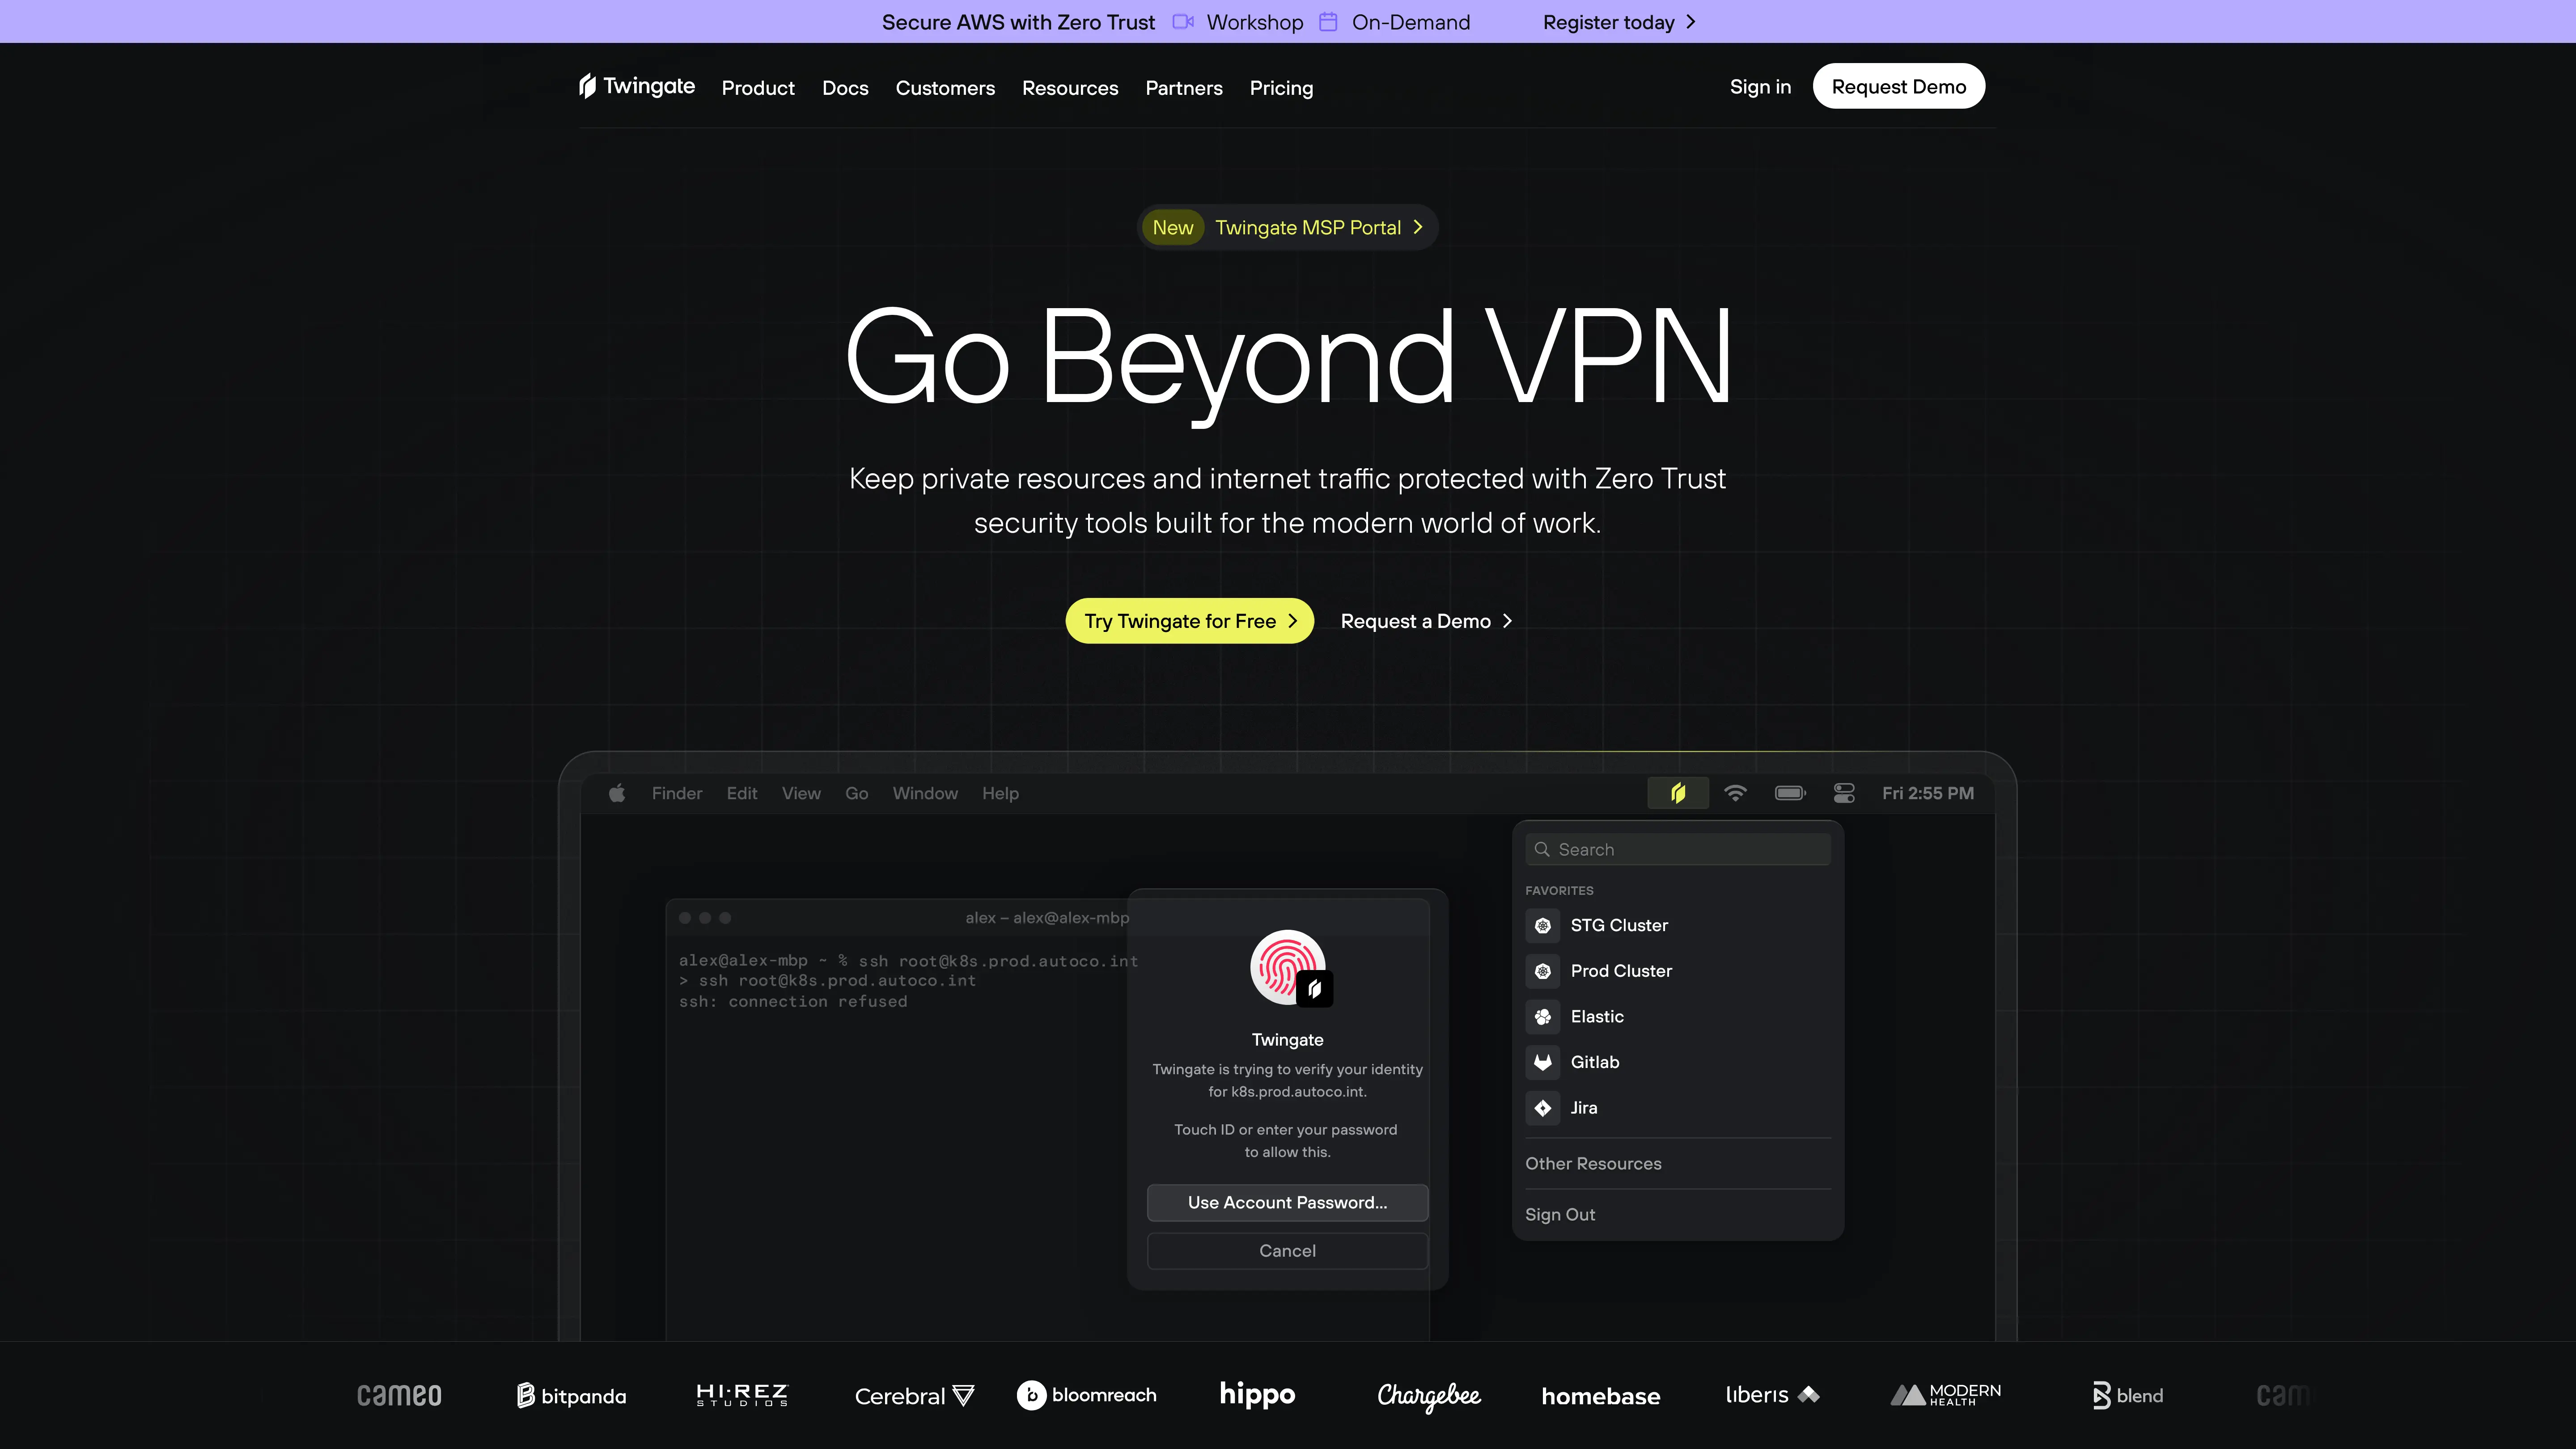 Secure AWS with Zero Trust Workshop On-Demand Register today
Twingate Product Docs Customers Resources Partners Pricing Sign in Request Demo
New Twingate MSP Portal
Go Beyond VPN
Keep private resources and internet traffic protected with Zero Trust
security tools built for the modern world of work.
Try Twingate for Free Request a Demo
Finder Edit View Go Window Help Fri 2:55 PM
alex – alex@alex-mbp
alex@alex-mbp ~ % ssh root@k8s.prod.autoco.int
> ssh root@k8s.prod.autoco.int
ssh: connection refused
Twingate
Twingate is trying to verify your identity
for k8s.prod.autoco.int.
Touch ID or enter your password
to allow this.
Use Account Password...
Cancel
Search
FAVORITES
STG Cluster
Prod Cluster
Elastic
Gitlab
Jira
Other Resources
Sign Out
cameo bitpanda HI-REZ STUDIOS Cerebral bloomreach hippo Chargebee homebase liberis MODERN HEALTH blend cam